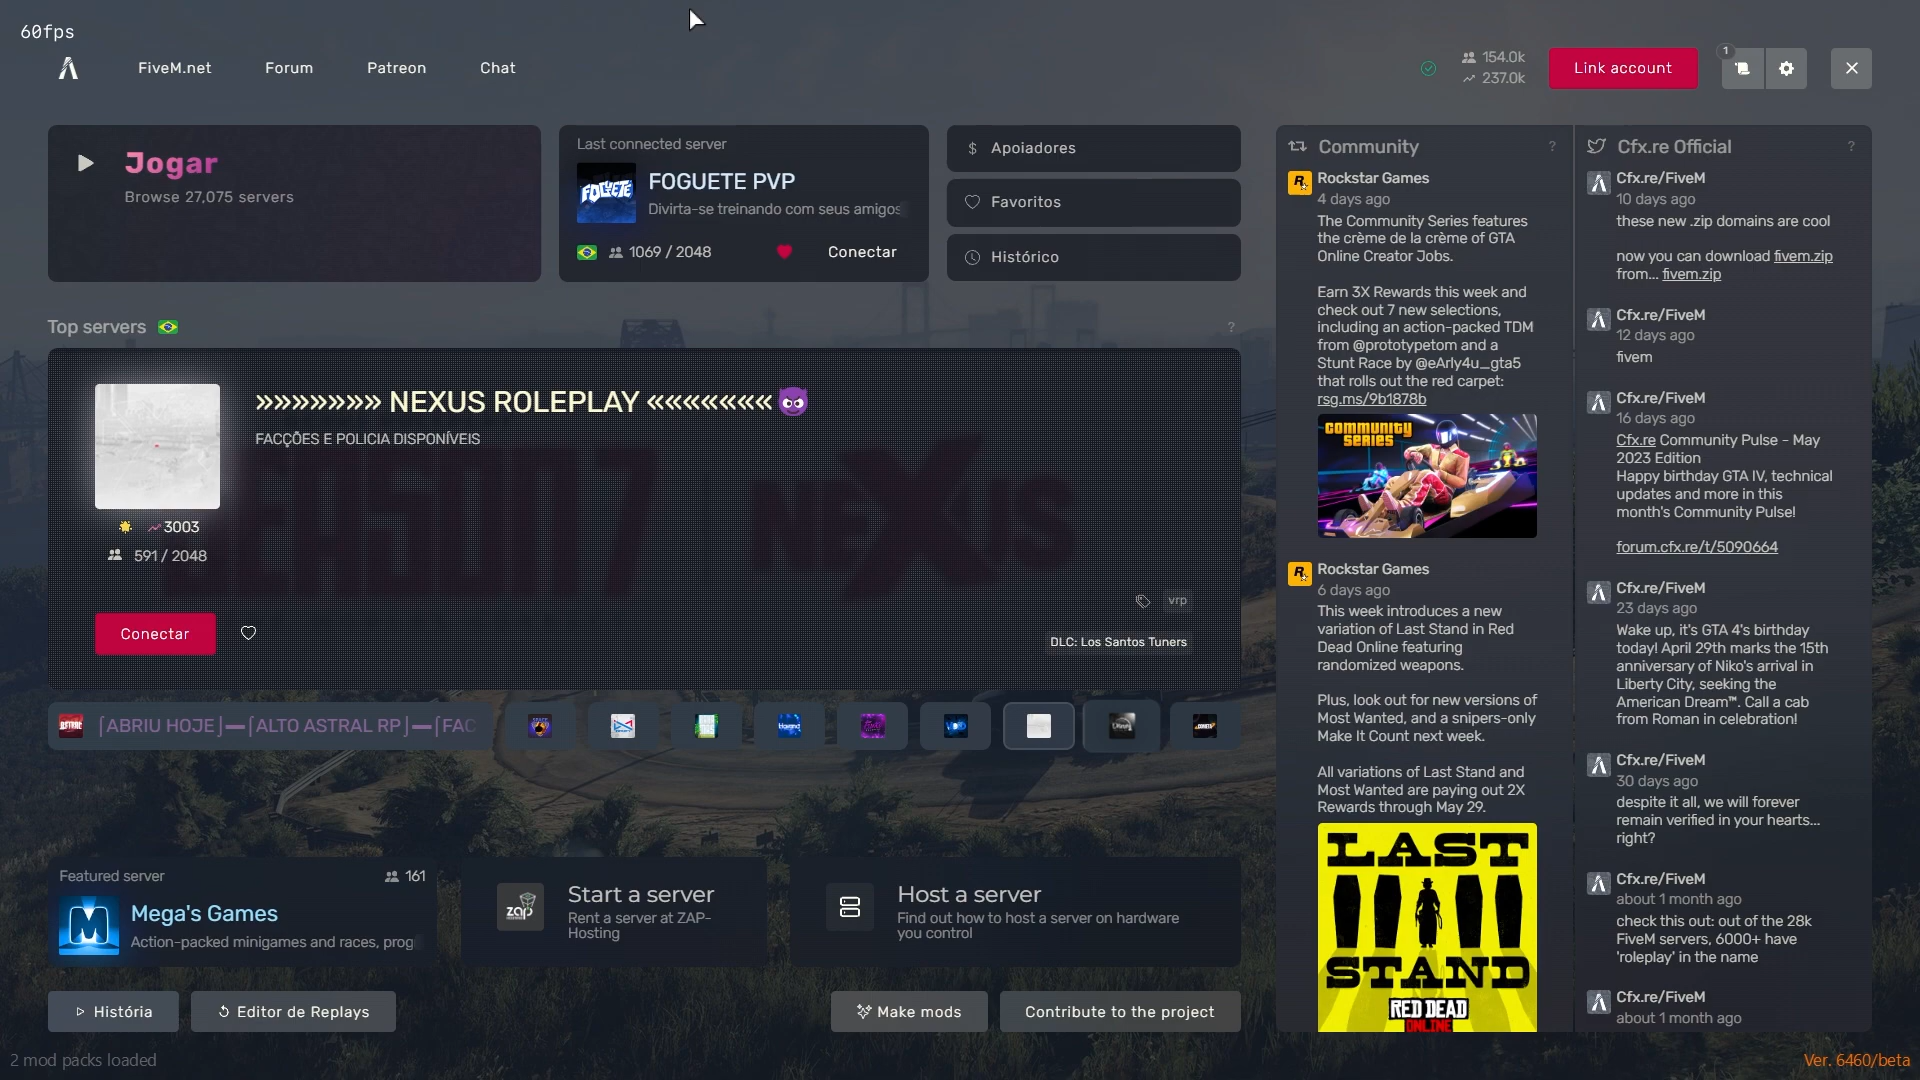 60fps
FiveM.net
Forum
Patreon
Chat
154.0k
237.0k
Link account
1
Jogar
Browse 27,075 servers
Last connected server
FOGUETE
FOGUETE PVP
Divirta-se treinando com seus amigos
1069 / 2048
Conectar
$ Apoiadores
Favoritos
Histórico
Top servers
?
»»»»»»» NEXUS ROLEPLAY «««««««
FACÇÕES E POLICIA DISPONÍVEIS
3003
591 / 2048
NEXUS
vrp
Conectar
DLC: Los Santos Tuners
ASTRAL
⌈ABRIU HOJE⌋—⌈ALTO ASTRAL RP⌋—⌈FAC
Featured server
161
Mega's Games
Action-packed minigames and races, prog
zap
Start a server
Rent a server at ZAP-
Hosting
Host a server
Find out how to host a server on hardware
you control
História
Editor de Replays
Make mods
Contribute to the project
2 mod packs loaded
Community
?
Rockstar Games
4 days ago
The Community Series features
the crème de la crème of GTA
Online Creator Jobs.
Earn 3X Rewards this week and
check out 7 new selections,
including an action-packed TDM
from @prototypetom and a
Stunt Race by @eArly4u_gta5
that rolls out the red carpet:
rsg.ms/9b1878b
COMMUNITY
SERIES
Rockstar Games
6 days ago
This week introduces a new
variation of Last Stand in Red
Dead Online featuring
randomized weapons.
Plus, look out for new versions of
Most Wanted, and a snipers-only
Make It Count next week.
All variations of Last Stand and
Most Wanted are paying out 2X
Rewards through May 29.
LAST
STAND
RED DEAD
ONLINE
Cfx.re Official
?
Cfx.re/FiveM
10 days ago
these new .zip domains are cool
now you can download fivem.zip
from... fivem.zip
Cfx.re/FiveM
12 days ago
fivem
Cfx.re/FiveM
16 days ago
Cfx.re Community Pulse - May
2023 Edition
Happy birthday GTA IV, technical
updates and more in this
month's Community Pulse!
forum.cfx.re/t/5090664
Cfx.re/FiveM
23 days ago
Wake up, it's GTA 4's birthday
today! April 29th marks the 15th
anniversary of Niko's arrival in
Liberty City, seeking the
American Dream™. Call a cab
from Roman in celebration!
Cfx.re/FiveM
30 days ago
despite it all, we will forever
remain verified in your hearts...
right?
Cfx.re/FiveM
about 1 month ago
check this out: out of the 28k
FiveM servers, 6000+ have
'roleplay' in the name
Cfx.re/FiveM
about 1 month ago
Ver. 6460/beta